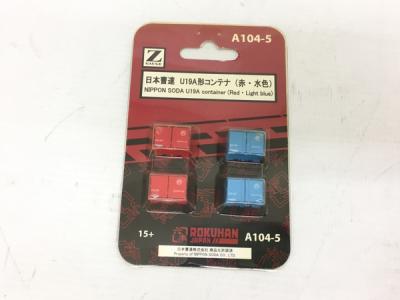 A104-5
Z
GAUGE
日本曹達 U19A形コンテナ (赤・水色)
NIPPON SODA U19A container (Red・Light blue)
15+
ROKUHAN
JAPAN
A104-5
日本曹達株式会社 商品化許諾済
Property of NIPPON SODA CO., LTD.